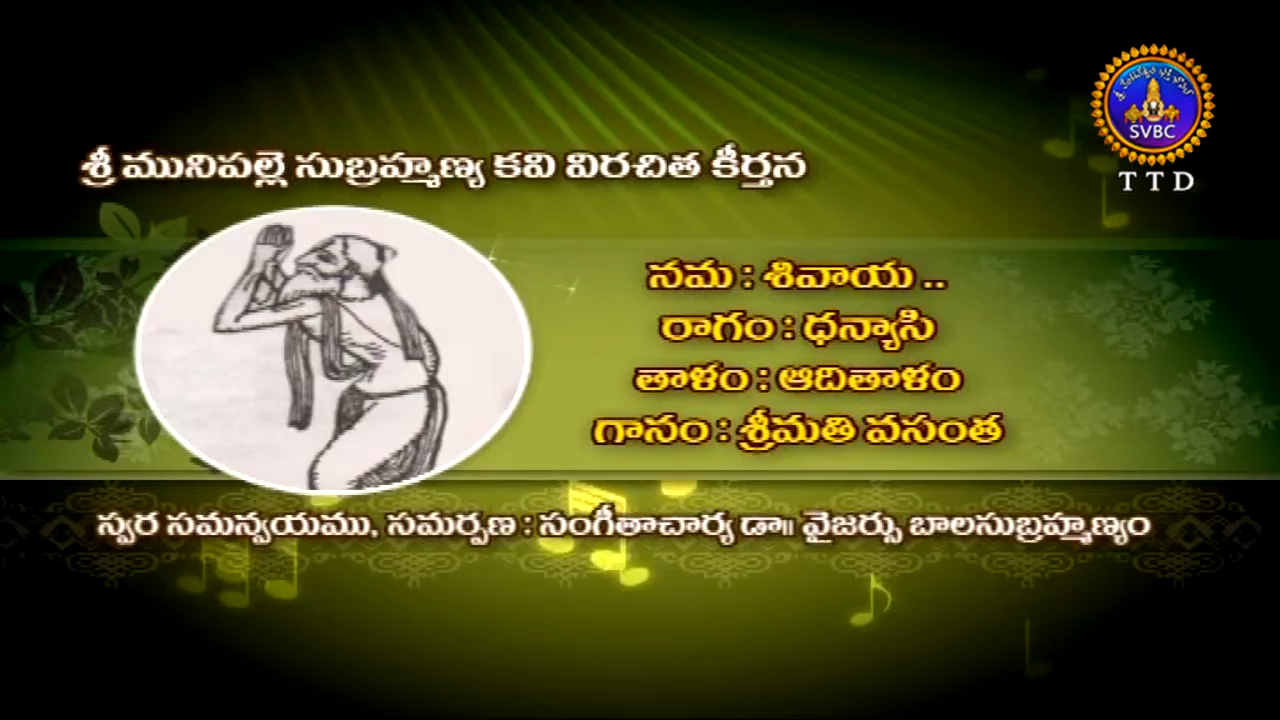 శ్రీ మునిపల్లె సుబ్రహ్మణ్య కవి విరచిత కీర్తన
SVBC
T T D
నమ : శివాయ ..
రాగం : ధన్యాసి
తాళం : ఆదితాళం
గానం : శ్రీమతి వసంత
స్వర సమన్వయము, సమర్పణ : సంగీతాచార్య డా॥ వైజర్సు బాలసుబ్రహ్మణ్యం